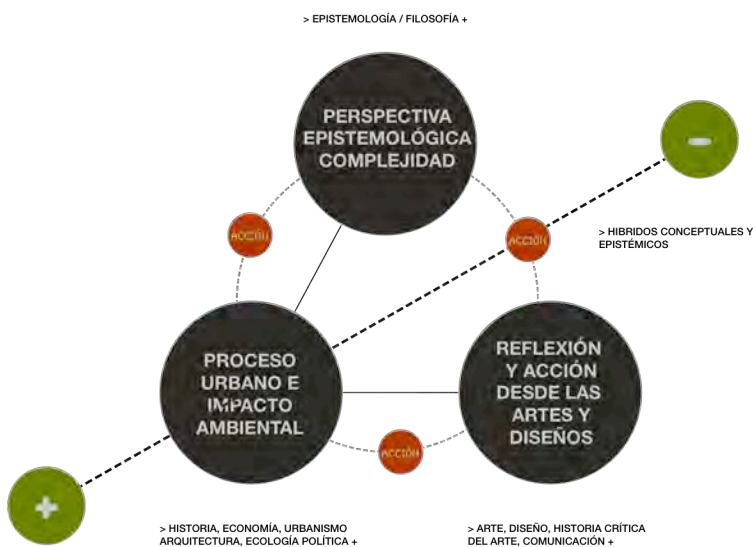 > EPISTEMOLOGÍA / FILOSOFÍA +
PERSPECTIVA
EPISTEMOLÓGICA
COMPLEJIDAD
-
ACCIÓN
ACCIÓN
> HIBRIDOS CONCEPTUALES Y
EPISTÉMICOS
PROCESO
URBANO E
IMPACTO
AMBIENTAL
REFLEXIÓN
Y ACCIÓN
DESDE LAS
ARTES Y
DISEÑOS
ACCIÓN
+
> HISTORIA, ECONOMÍA, URBANISMO
ARQUITECTURA, ECOLOGÍA POLÍTICA +
> ARTE, DISEÑO, HISTORIA CRÍTICA
DEL ARTE, COMUNICACIÓN +